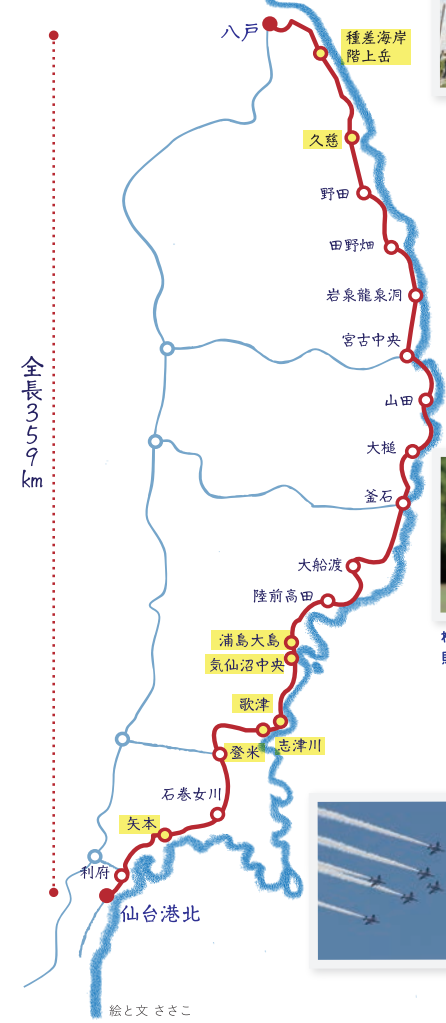 八戸
種差海岸
階上岳
久慈
野田
田野畑
岩泉龍泉洞
宮古中央
山田
全長359km
大槌
釜石
大船渡
陸前高田
浦島大島
気仙沼中央
歌津
志津川
登米
石巻女川
矢本
利府
仙台港北
絵と文 ささこ